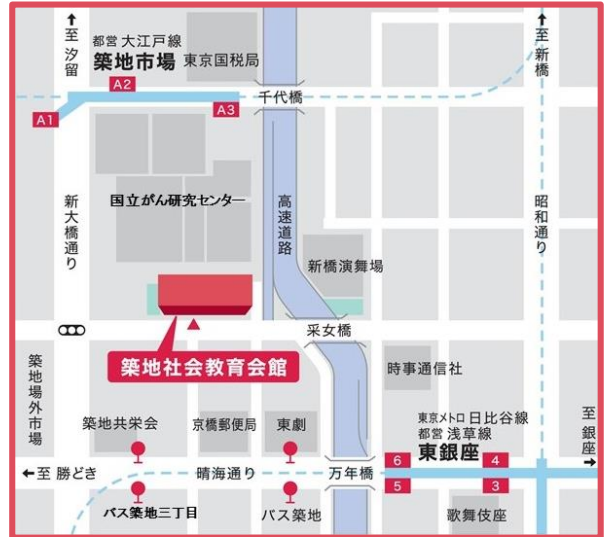 至 汐留
都営 大江戸線
築地市場
東京国税局
至 新橋
A2
A1
A3
千代橋
国立がん研究センター
新大橋通り
高速道路
昭和通り
新橋演舞場
采女橋
築地社会教育会館
築地場外市場
時事通信社
築地共栄会
京橋郵便局
東劇
東京メトロ 日比谷線
都営 浅草線
東銀座
至 銀座
6
4
至 勝どき
晴海通り
万年橋
5
3
バス築地三丁目
バス築地
歌舞伎座